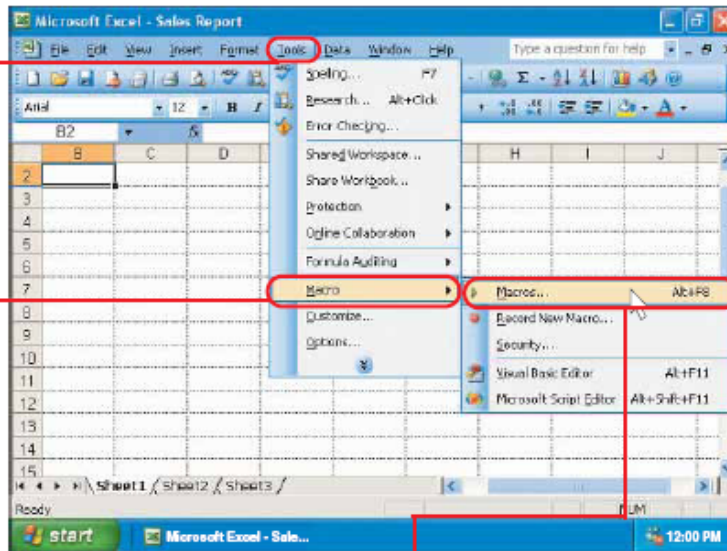 Microsoft Excel - Sales Report
File Edit View Insert Format Tools Data Window Help Type a question for help
Arial 12 B I
B2 fx
B C D H I J
2
3
4
5
6
7
8
9
10
11
12
13
14
15
Spelling... F7
Research... Alt+Click
Error Checking...
Shared Workspace...
Share Workbook...
Protection
Online Collaboration
Formula Auditing
Macro
Customize...
Options...
Macros... Alt+F8
Record New Macro...
Security...
Visual Basic Editor Alt+F11
Microsoft Script Editor Alt+Shift+F11
Sheet1 / Sheet2 / Sheet3 /
Ready
start Microsoft Excel - Sale... 12:00 PM